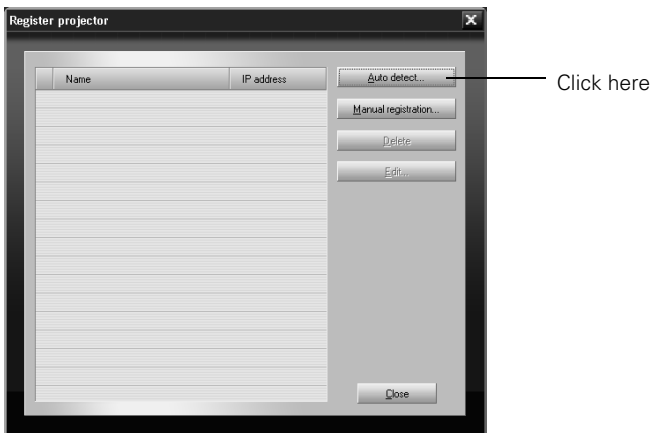 Register projector
Name IP address
Auto detect...
Click here
Manual registration...
Delete
Edit...
Close